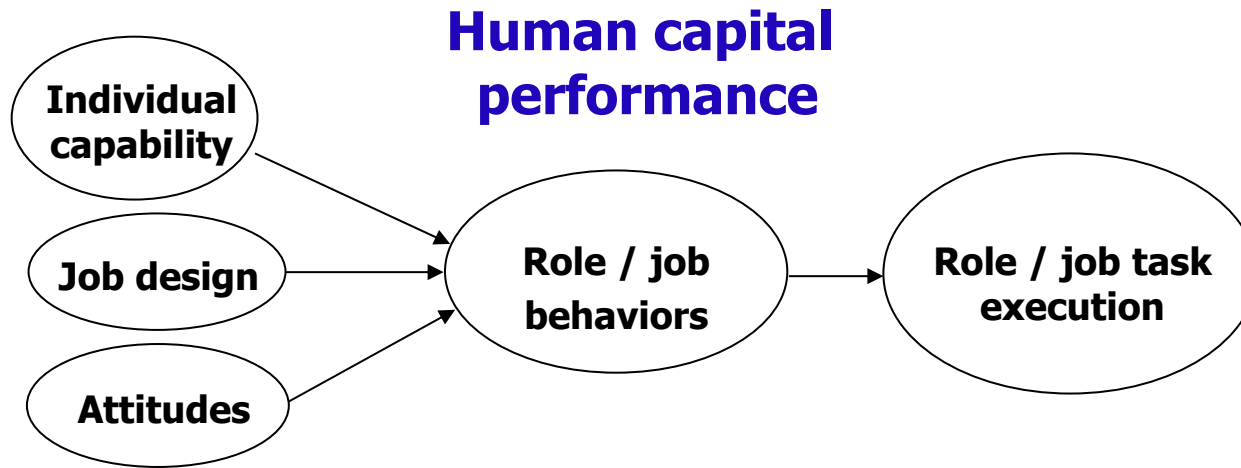 Human capital
performance
Individual
capability
Job design
Attitudes
Role / job
behaviors
Role / job task
execution